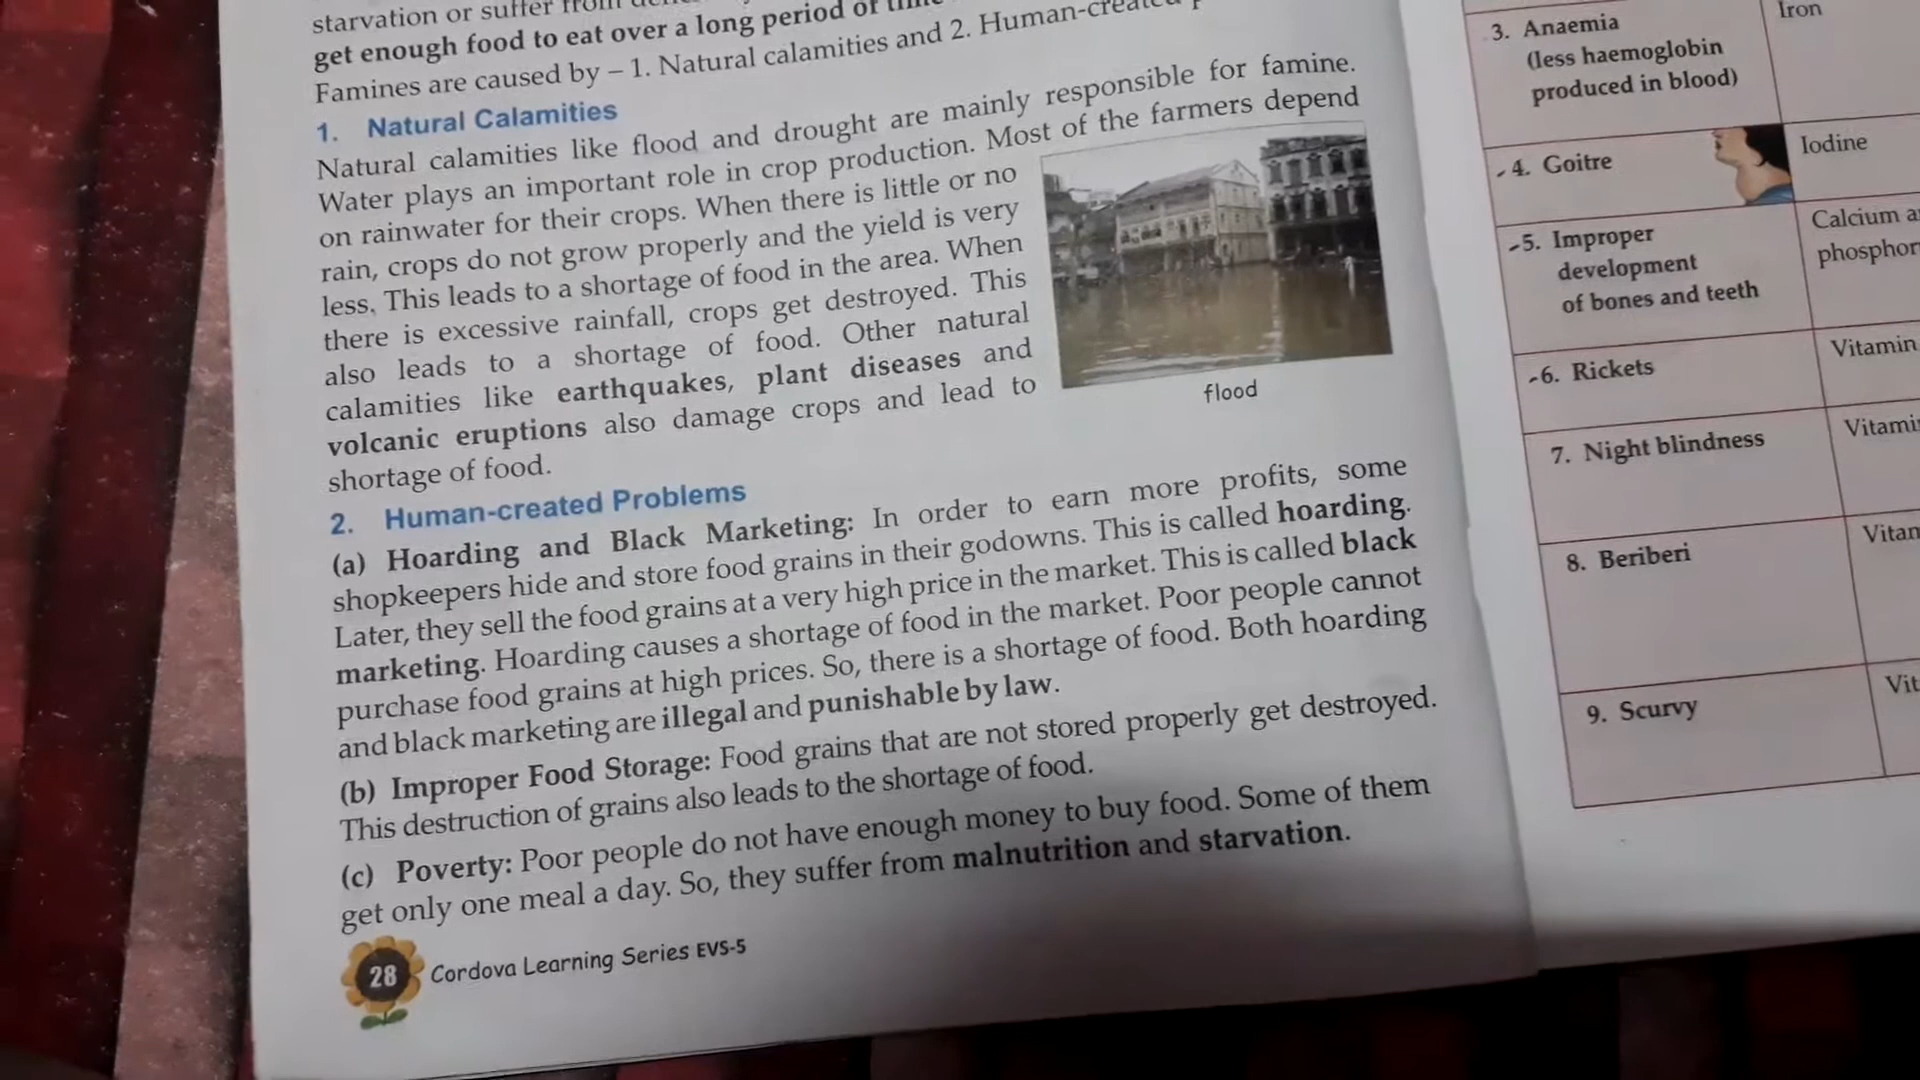 starvation or suffer from
get enough food to eat over a long period of time
Famines are caused by – 1. Natural calamities and 2. Human-created
1. Natural Calamities
Natural calamities like flood and drought are mainly responsible for famine.
Water plays an important role in crop production. Most of the farmers depend
on rainwater for their crops. When there is little or no
rain, crops do not grow properly and the yield is very
less, This leads to a shortage of food in the area. When
there is excessive rainfall, crops get destroyed. This
also leads to a shortage of food. Other natural
calamities like earthquakes, plant diseases and
volcanic eruptions also damage crops and lead to
shortage of food.
flood
2. Human-created Problems
(a) Hoarding and Black Marketing: In order to earn more profits, some
shopkeepers hide and store food grains in their godowns. This is called hoarding.
Later, they sell the food grains at a very high price in the market. This is called black
marketing. Hoarding causes a shortage of food in the market. Poor people cannot
purchase food grains at high prices. So, there is a shortage of food. Both hoarding
and black marketing are illegal and punishable by law.
(b) Improper Food Storage: Food grains that are not stored properly get destroyed.
This destruction of grains also leads to the shortage of food.
(c) Poverty: Poor people do not have enough money to buy food. Some of them
get only one meal a day. So, they suffer from malnutrition and starvation.
28 Cordova Learning Series EVS-5
3. Anaemia Iron
(less haemoglobin
produced in blood)
4. Goitre Iodine
5. Improper Calcium
development
of bones and teeth
6. Rickets Vitamin
7. Night blindness
8. Beriberi
9. Scurvy